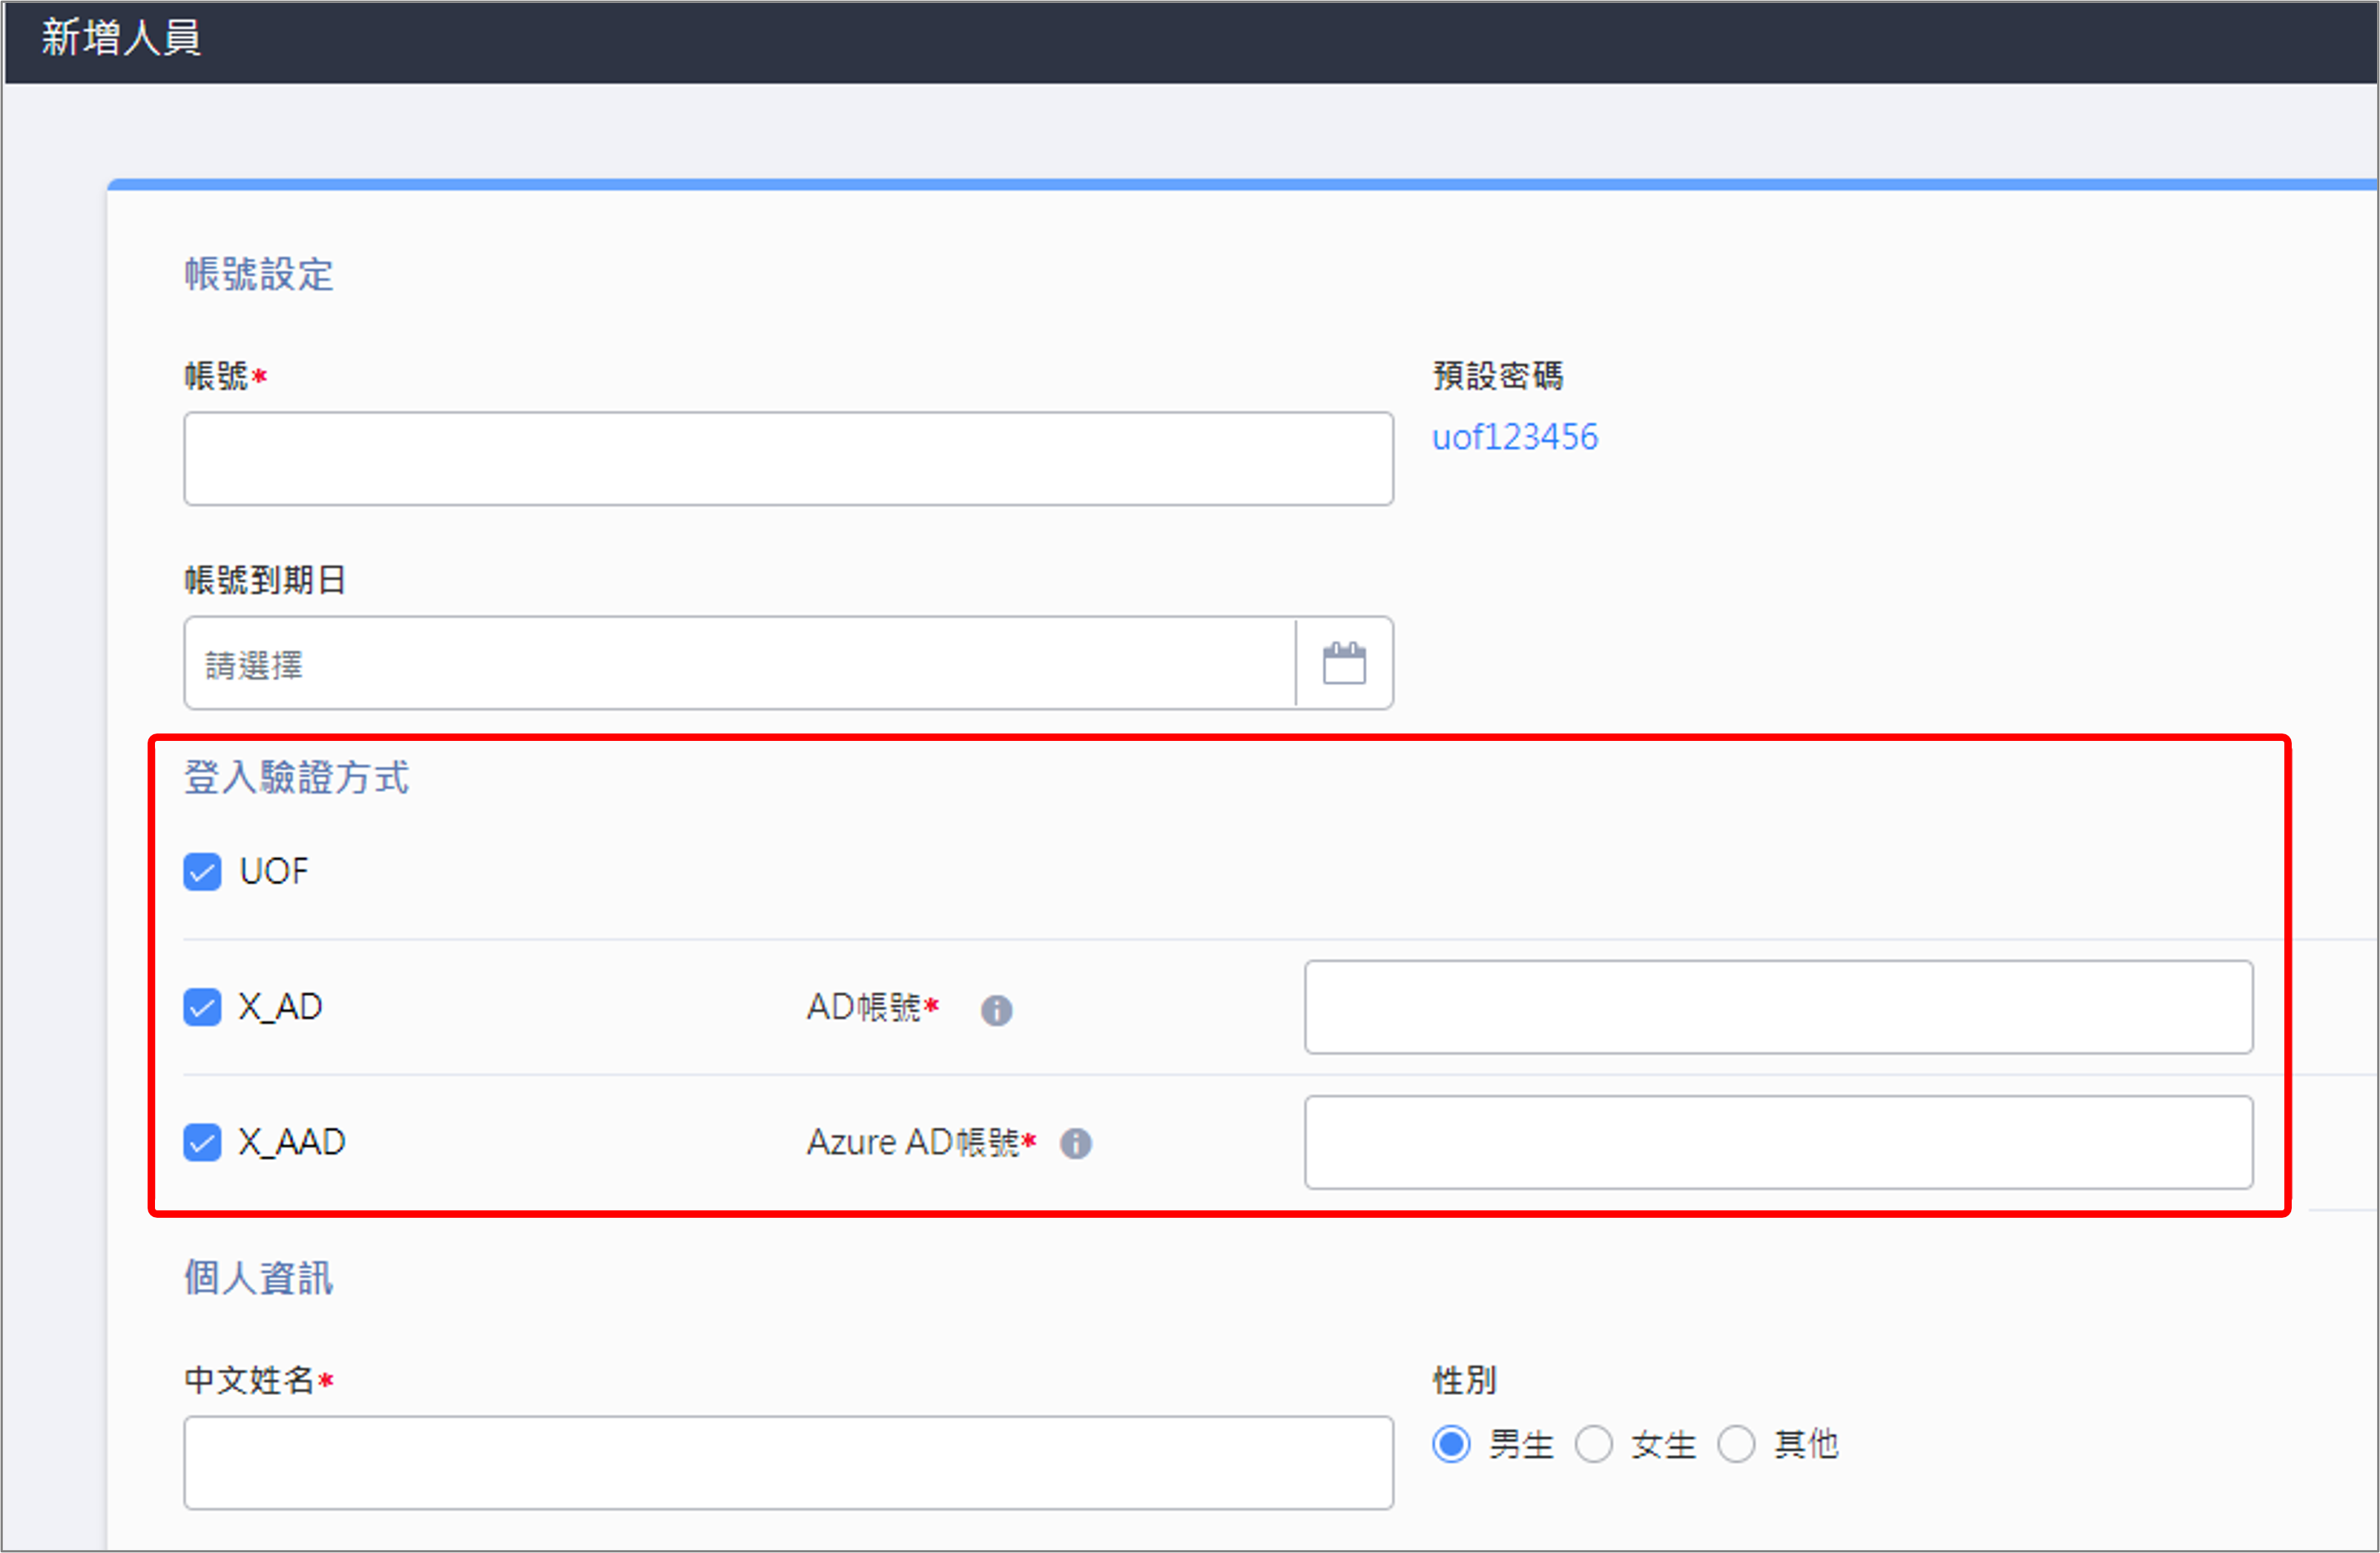 新增人員
帳號設定
帳號*
預設密碼
uof123456
帳號到期日
請選擇
登入驗證方式
UOF
X_AD AD帳號*
X_AAD Azure AD帳號*
個人資訊
中文姓名*
性別
男生 女生 其他